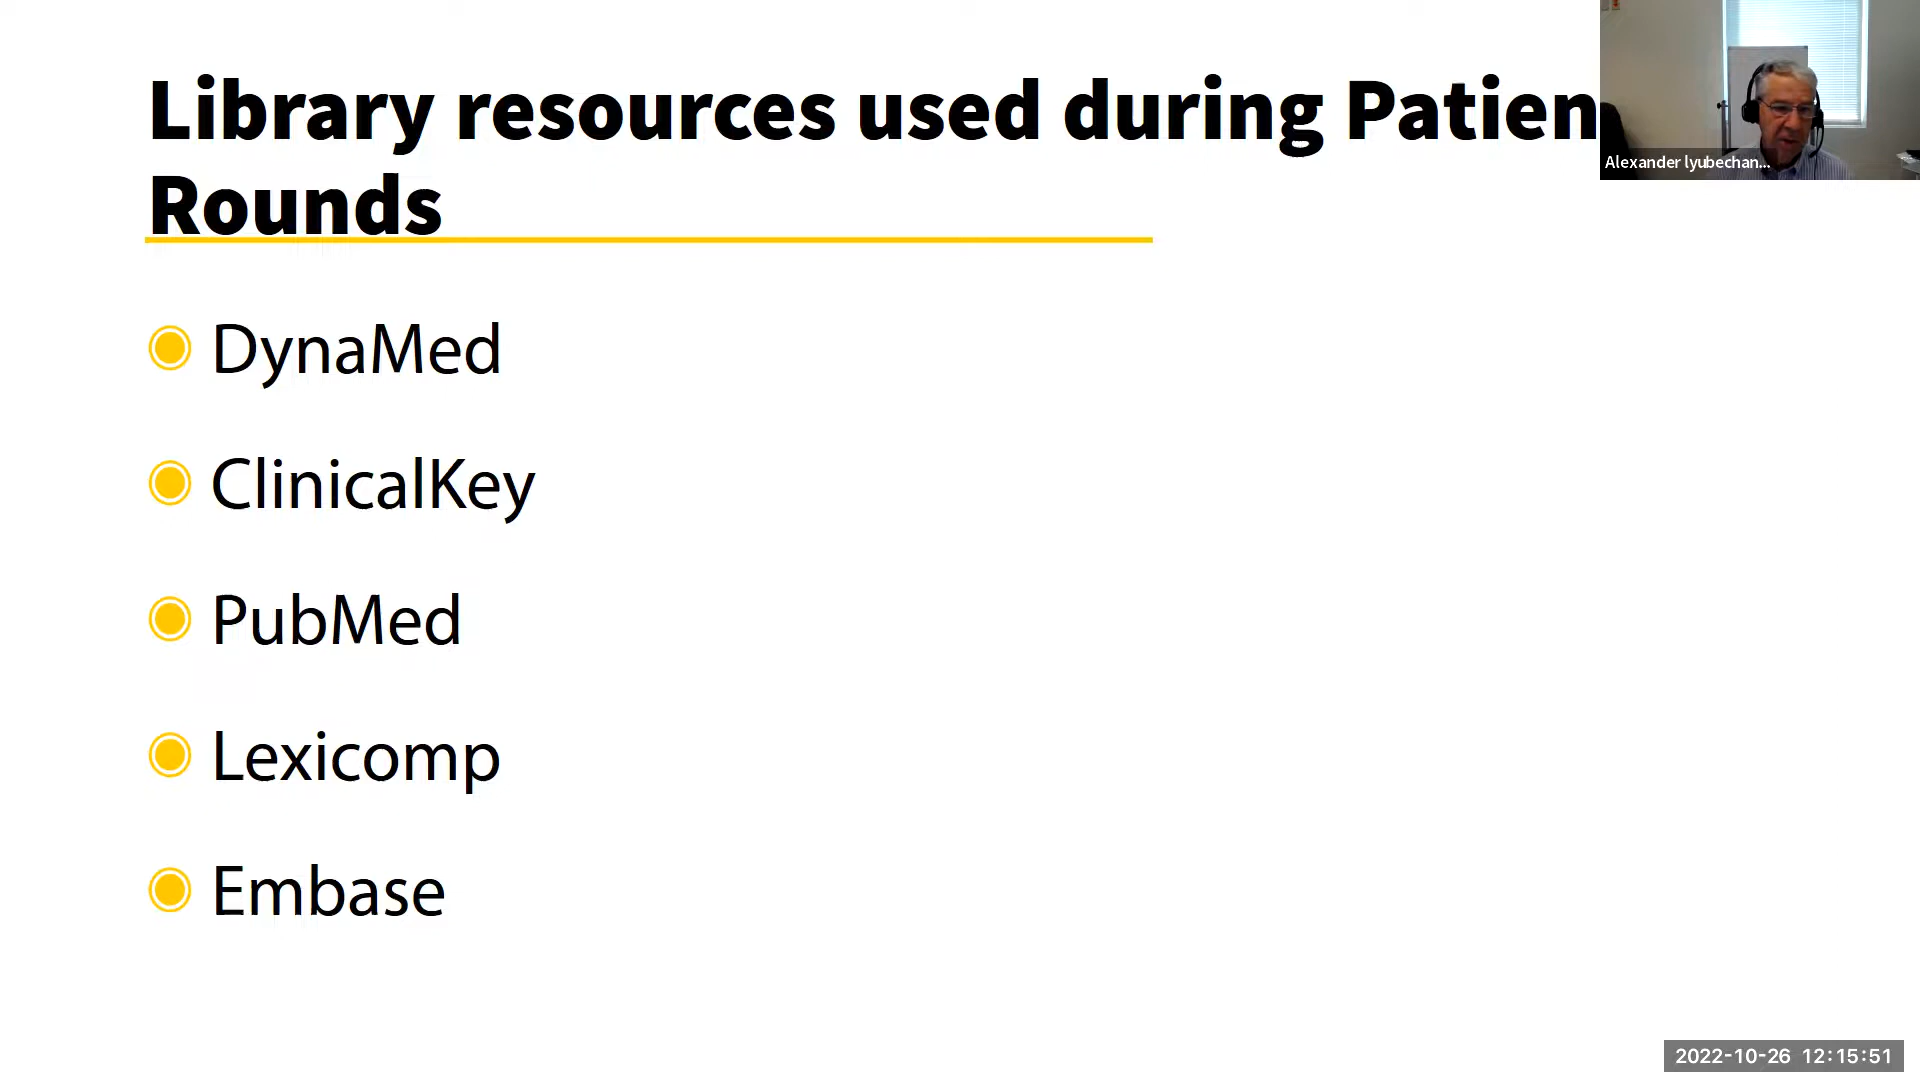 Library resources used during Patien
Rounds
Alexander lyubechan...
DynaMed
ClinicalKey
PubMed
Lexicomp
Embase
2022-10-26 12:15:51